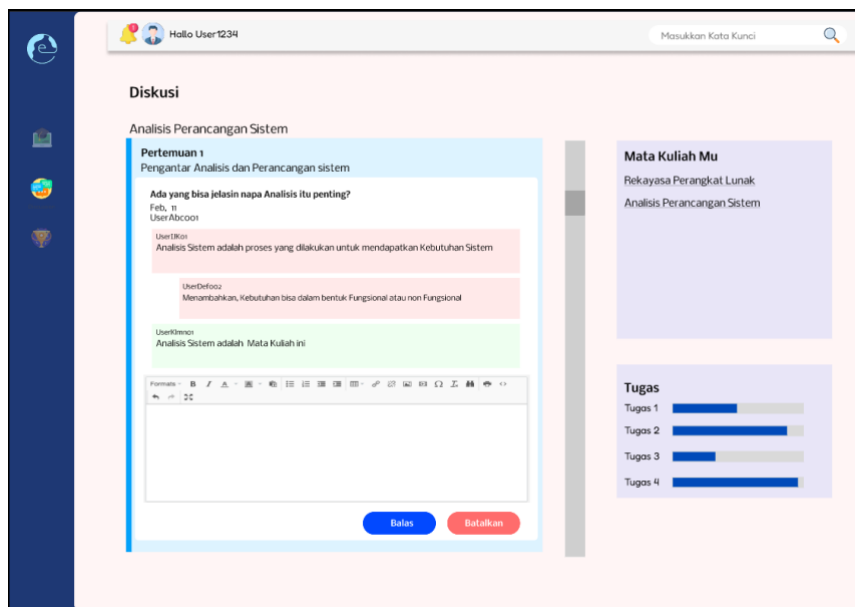 Hallo User1234
Masukkan Kata Kunci
Diskusi
Analisis Perancangan Sistem
Pertemuan 1
Pengantar Analisis dan Perancangan sistem
Ada yang bisa jelasin napa Analisis itu penting?
Feb, 11
UserAbc001
Analisis Sistem adalah proses yang dilakukan untuk mendapatkan Kebutuhan Sistem
UserDef002
Menambahkan, Kebutuhan bisa dalam bentuk Fungsional atau non Fungsional
UserKlmno1
Analisis Sistem adalah Mata Kuliah ini
Formats
Balas
Batalkan
Mata Kuliah Mu
Rekayasa Perangkat Lunak
Analisis Perancangan Sistem
Tugas
Tugas 1
Tugas 2
Tugas 3
Tugas 4